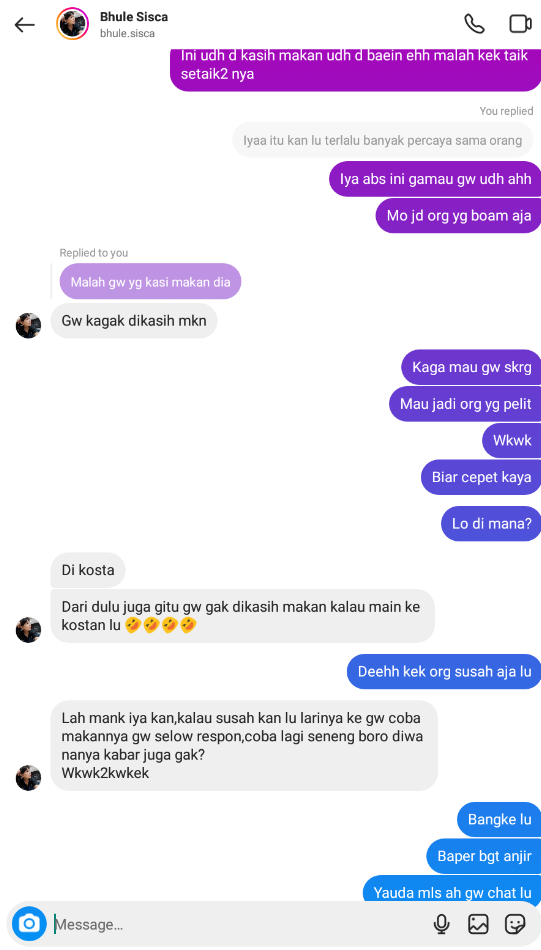 Bhule Sisca
bhule.sisca
Ini udh d kasih makan udh d baein ehh malah kek taik
setaik2 nya
You replied
Iyaa itu kan lu terlalu banyak percaya sama orang
Iya abs ini gamau gw udh ahh
Mo jd org yg boam aja
Replied to you
Malah gw yg kasi makan dia
Gw kagak dikasih mkn
Kaga mau gw skrg
Mau jadi org yg pelit
Wkwk
Biar cepet kaya
Lo di mana?
Di kosta
Dari dulu juga gitu gw gak dikasih makan kalau main ke
kostan lu 🤣🤣🤣🤣
Deehh kek org susah aja lu
Lah mank iya kan,kalau susah kan lu larinya ke gw coba
makannya gw selow respon,coba lagi seneng boro diwa
nanya kabar juga gak?
Wkwk2kwkek
Bangke lu
Baper bgt anjir
Yauda mls ah gw chat lu
Message...